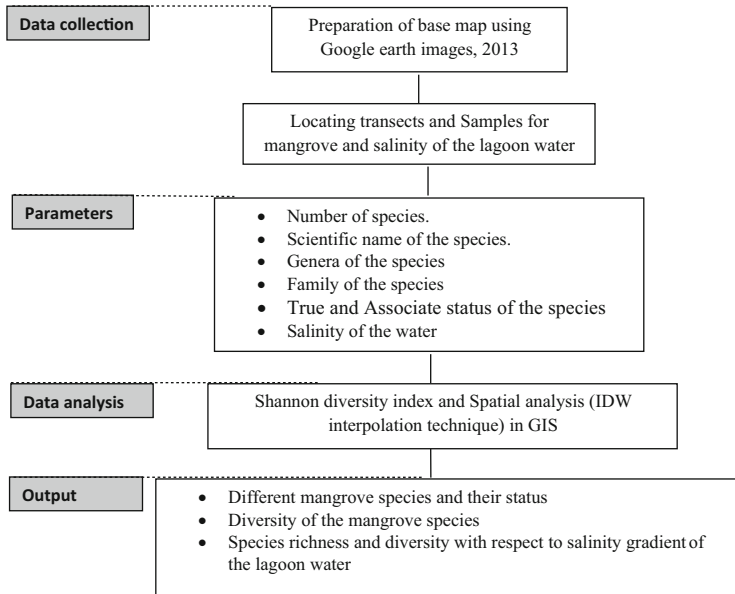 Data collection
Preparation of base map using
Google earth images, 2013
Locating transects and Samples for
mangrove and salinity of the lagoon water
Parameters
• Number of species.
• Scientific name of the species.
• Genera of the species
• Family of the species
• True and Associate status of the species
• Salinity of the water
Data analysis
Shannon diversity index and Spatial analysis (IDW
interpolation technique) in GIS
Output
• Different mangrove species and their status
• Diversity of the mangrove species
• Species richness and diversity with respect to salinity gradient of
the lagoon water